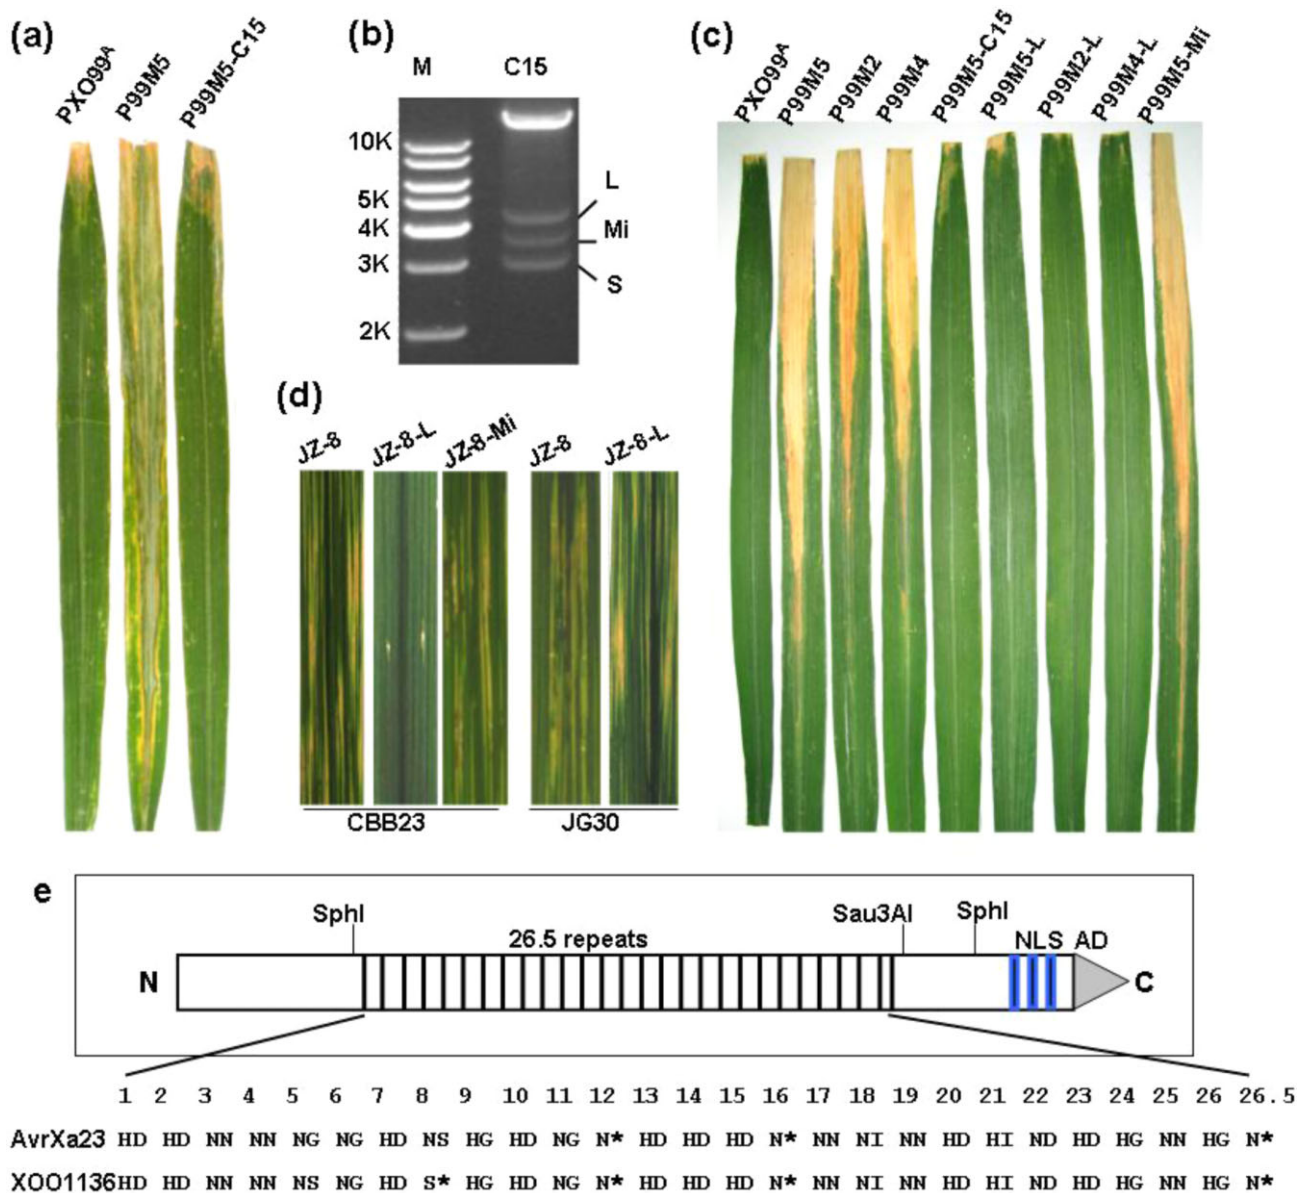 (a)
PXO99A
P99M5
P99M5-C15
(b)
M
C15
10K
5K
4K
3K
2K
L
Mi
S
(c)
PXO99A
P99M5
P99M2
P99M4
P99M5-C15
P99M5-L
P99M2-L
P99M4-L
P99M5-Mi
(d)
JZ-8
JZ-8-L
JZ-8-Mi
JZ-8
JZ-8-L
CBB23
JG30
e
SphI
26.5 repeats
Sau3AI
SphI
NLS
AD
N
C
1 2 3 4 5 6 7 8 9 10 11 12 13 14 15 16 17 18 19 20 21 22 23 24 25 26 26.5
AvrXa23 HD HD NN NN NG NG HD NS HG HD NG N* HD HD HD N* NN NI NN HD HI ND HD HG NN HG N*
XOO1136 HD HD NN NN NS NG HD S* HG HD NG N* HD HD HD N* NN NI NN HD HI ND HD HG NN HG N*